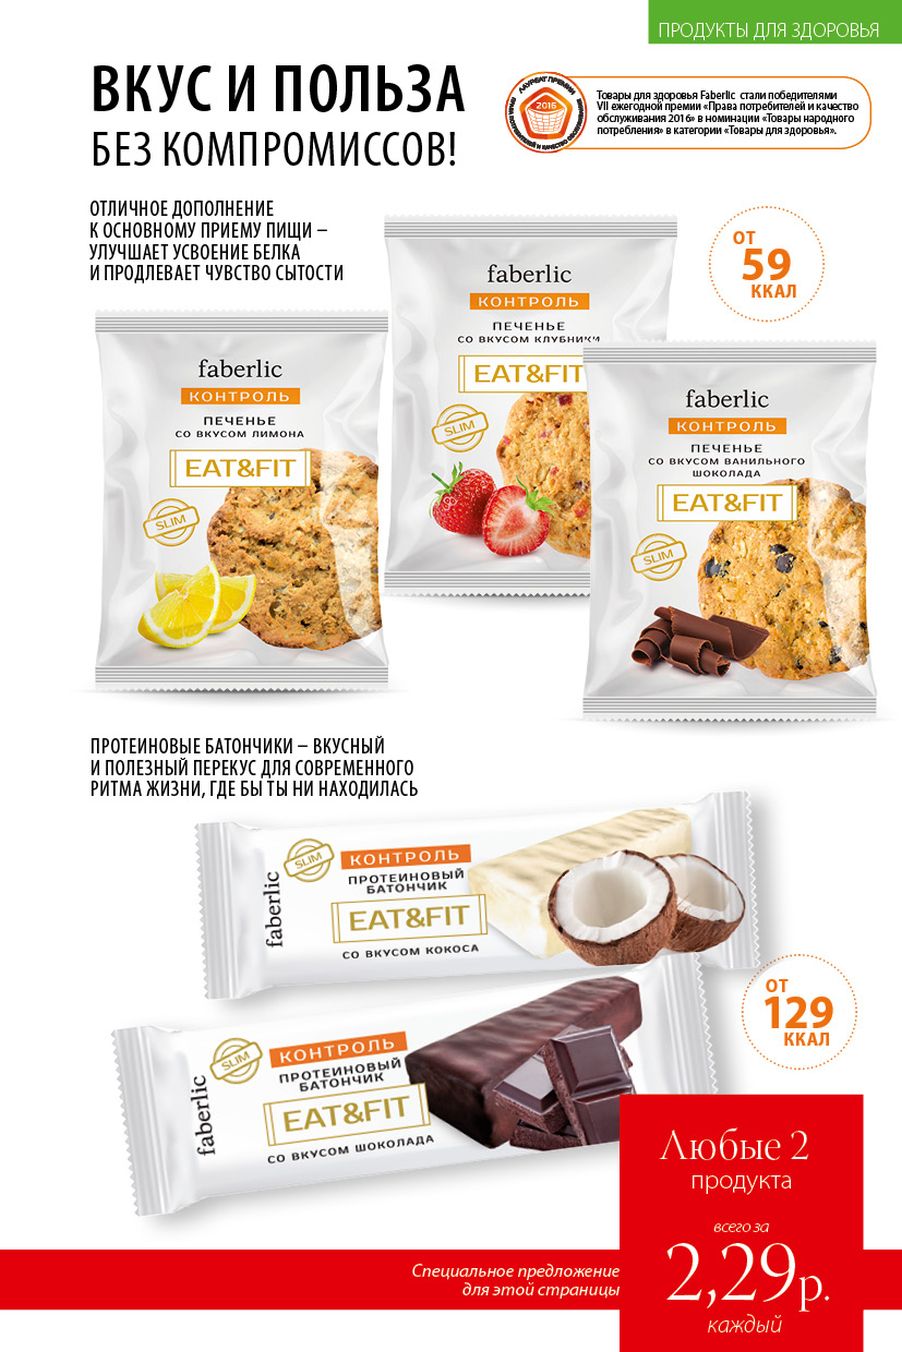 ПРОДУКТЫ ДЛЯ ЗДОРОВЬЯ
ВКУС И ПОЛЬЗА
БЕЗ КОМПРОМИССОВ!
ЛАУРЕАТ ПРЕМИИ
2016
Товары для здоровья Faberlic стали победителями
VII ежегодной премии «Права потребителей и качество
обслуживания 2016» в номинации «Товары народного
потребления» в категории «Товары для здоровья».
ОТЛИЧНОЕ ДОПОЛНЕНИЕ
К ОСНОВНОМУ ПРИЕМУ ПИЩИ –
УЛУЧШАЕТ УСВОЕНИЕ БЕЛКА
И ПРОДЛЕВАЕТ ЧУВСТВО СЫТОСТИ
ОТ
59
ККАЛ
faberlic
КОНТРОЛЬ
ПЕЧЕНЬЕ
СО ВКУСОМ КЛУБНИКИ
EAT&FIT
SLIM
faberlic
КОНТРОЛЬ
ПЕЧЕНЬЕ
СО ВКУСОМ ЛИМОНА
EAT&FIT
SLIM
faberlic
КОНТРОЛЬ
ПЕЧЕНЬЕ
СО ВКУСОМ ВАНИЛЬНОГО
ШОКОЛАДА
EAT&FIT
SLIM
ПРОТЕИНОВЫЕ БАТОНЧИКИ – ВКУСНЫЙ
И ПОЛЕЗНЫЙ ПЕРЕКУС ДЛЯ СОВРЕМЕННОГО
РИТМА ЖИЗНИ, ГДЕ БЫ ТЫ НИ НАХОДИЛАСЬ
faberlic
SLIM
КОНТРОЛЬ
ПРОТЕИНОВЫЙ
БАТОНЧИК
EAT&FIT
СО ВКУСОМ КОКОСА
ОТ
129
ККАЛ
faberlic
SLIM
КОНТРОЛЬ
ПРОТЕИНОВЫЙ
БАТОНЧИК
EAT&FIT
СО ВКУСОМ ШОКОЛАДА
Любые 2
продукта
всего за
2,29р.
каждый
Специальное предложение
для этой страницы